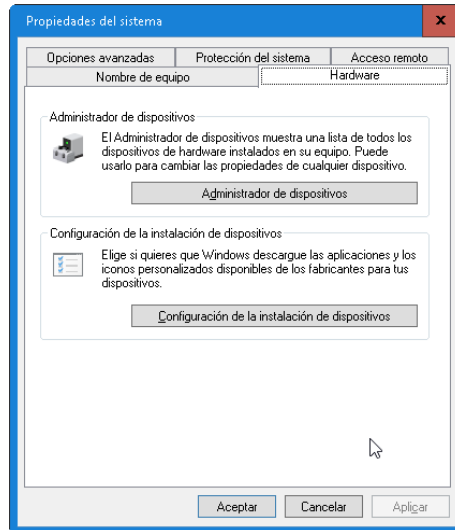 Propiedades del sistema
x
Opciones avanzadas
Protección del sistema
Acceso remoto
Nombre de equipo
Hardware
Administrador de dispositivos
El Administrador de dispositivos muestra una lista de todos los
dispositivos de hardware instalados en su equipo. Puede
usarlo para cambiar las propiedades de cualquier dispositivo.
Administrador de dispositivos
Configuración de la instalación de dispositivos
Elige si quieres que Windows descargue las aplicaciones y los
iconos personalizados disponibles de los fabricantes para tus
dispositivos.
Configuración de la instalación de dispositivos
Aceptar
Cancelar
Aplicar